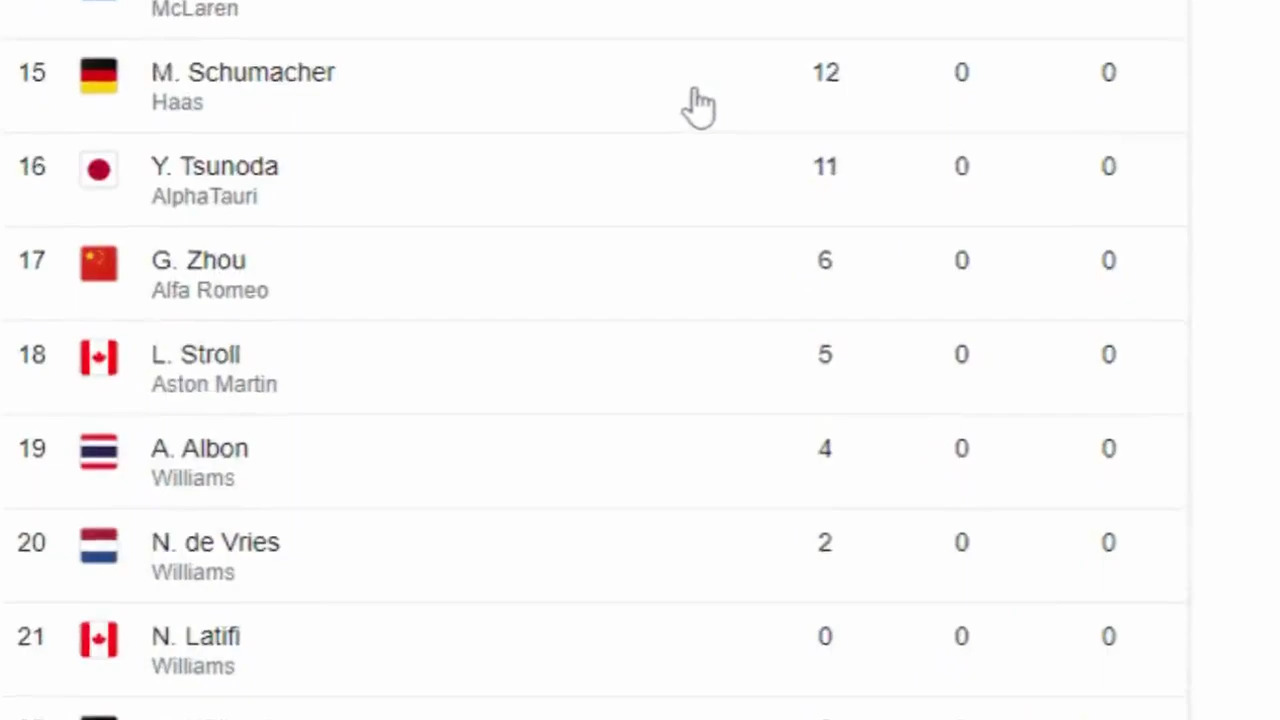 McLaren
15 M. Schumacher 12 0 0
Haas
16 Y. Tsunoda 11 0 0
AlphaTauri
17 G. Zhou 6 0 0
Alfa Romeo
18 L. Stroll 5 0 0
Aston Martin
19 A. Albon 4 0 0
Williams
20 N. de Vries 2 0 0
Williams
21 N. Latifi 0 0 0
Williams